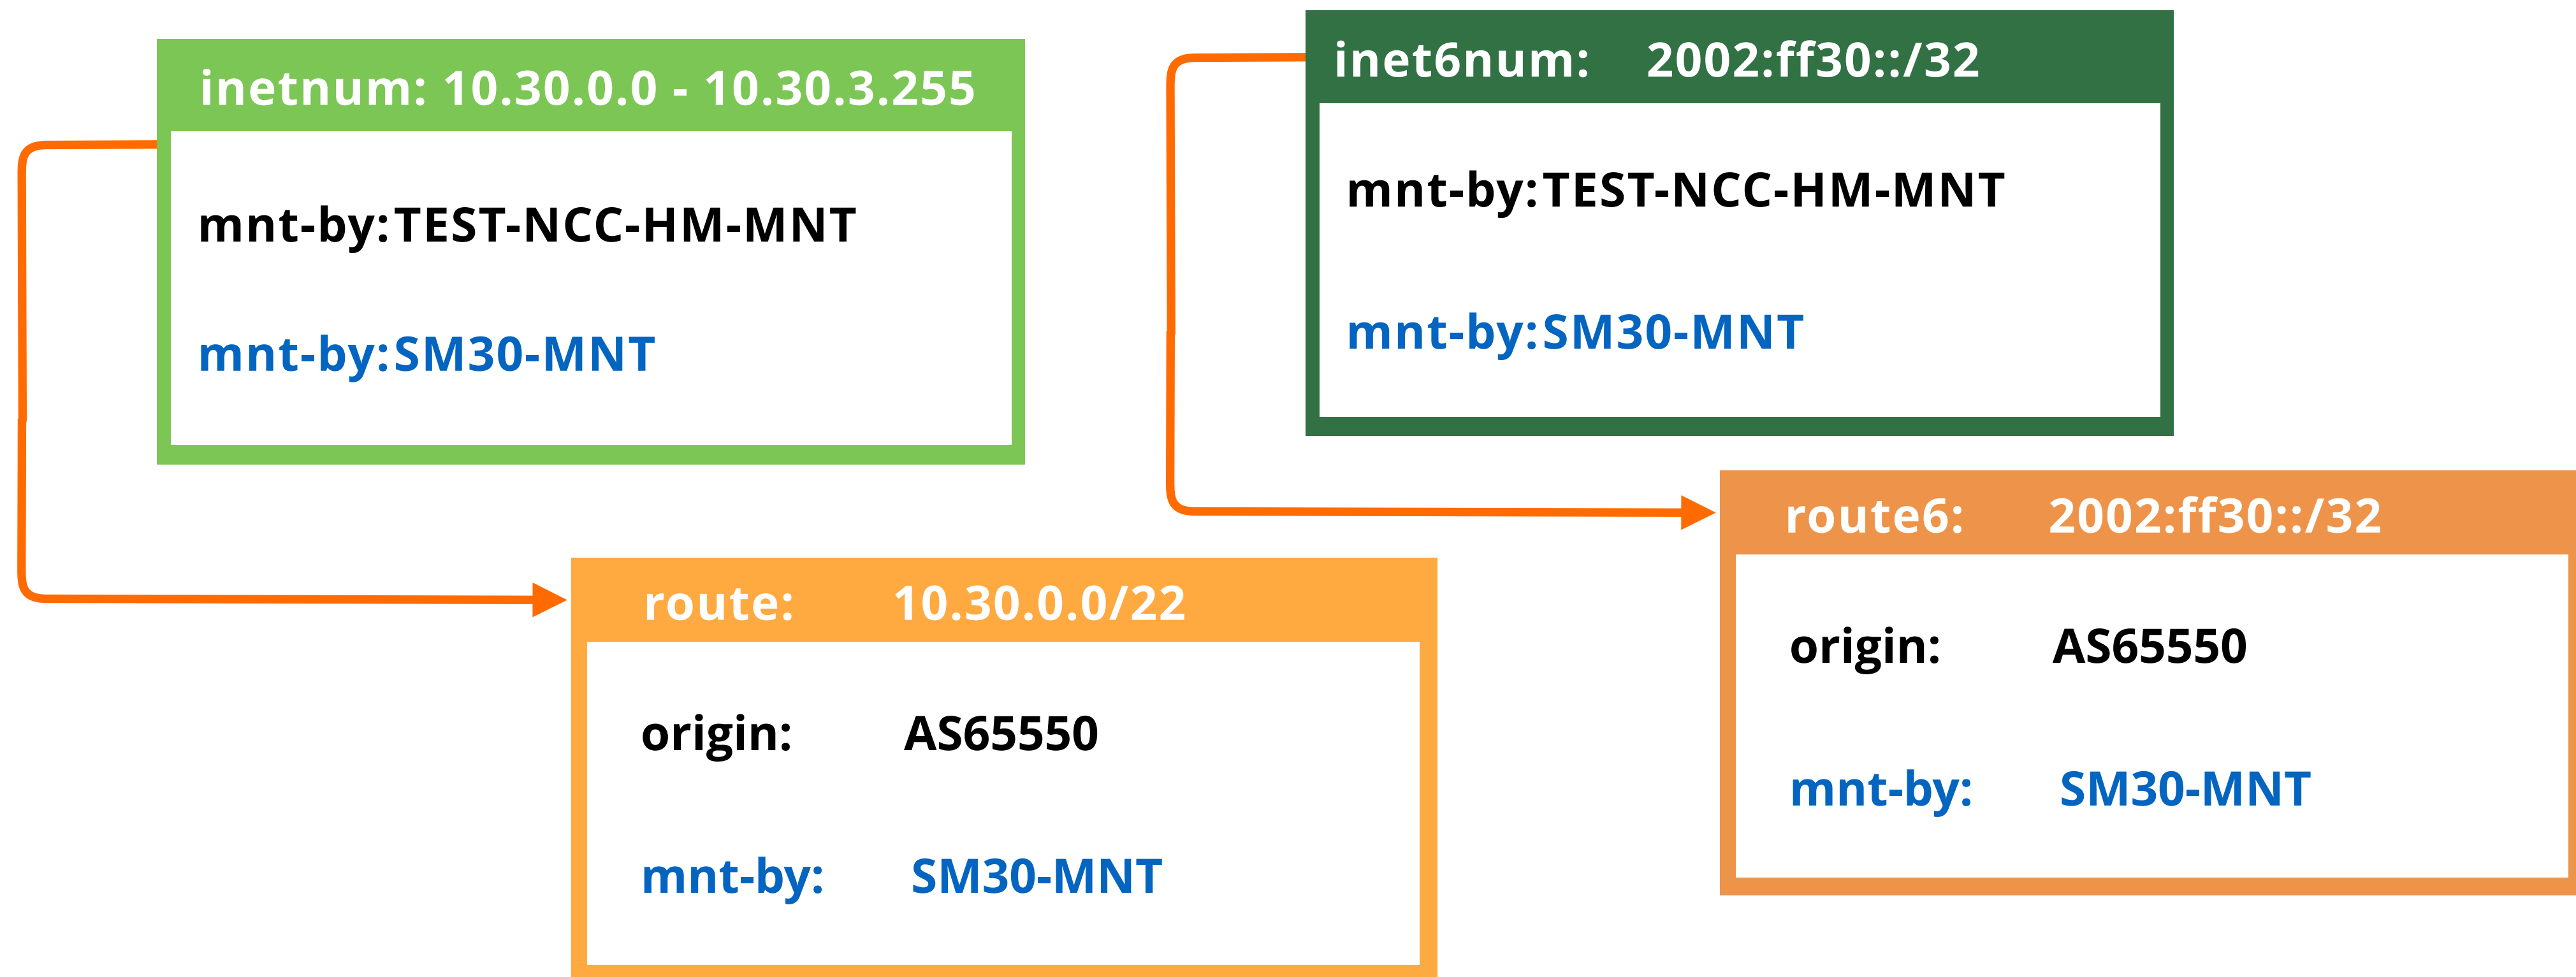 inetnum: 10.30.0.0 - 10.30.3.255
mnt-by: TEST-NCC-HM-MNT
mnt-by: SM30-MNT
inet6num: 2002:ff30::/32
mnt-by: TEST-NCC-HM-MNT
mnt-by: SM30-MNT
route: 10.30.0.0/22
origin: AS65550
mnt-by: SM30-MNT
route6: 2002:ff30::/32
origin: AS65550
mnt-by: SM30-MNT